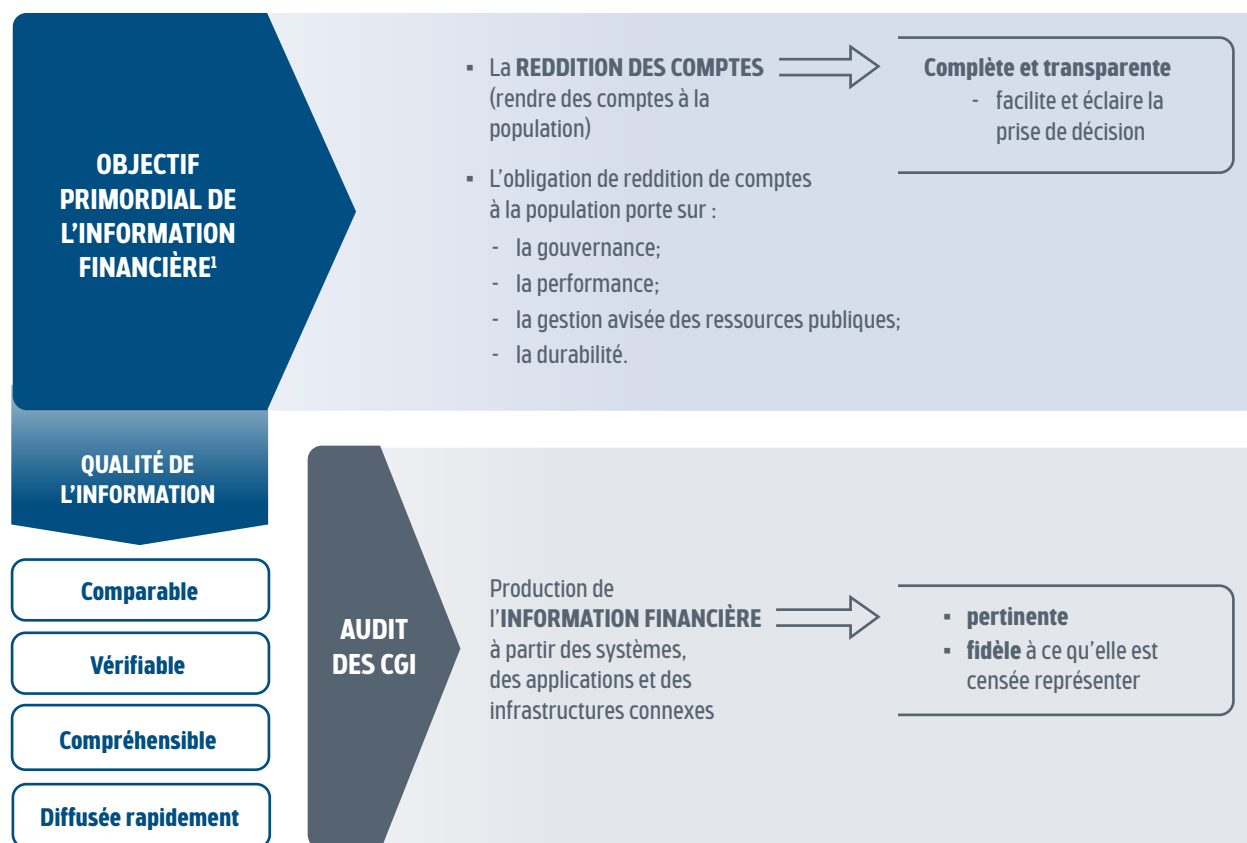 OBJECTIF
PRIMORDIAL DE
L’INFORMATION
FINANCIÈRE¹
▪ La REDDITION DES COMPTES
(rendre des comptes à la
population)
Complète et transparente
- facilite et éclaire la
prise de décision
▪ L’obligation de reddition de comptes
à la population porte sur :
- la gouvernance;
- la performance;
- la gestion avisée des ressources publiques;
- la durabilité.
QUALITÉ DE
L’INFORMATION
Comparable
Vérifiable
Compréhensible
Diffusée rapidement
AUDIT
DES CGI
Production de
l’INFORMATION FINANCIÈRE
à partir des systèmes,
des applications et des
infrastructures connexes
▪ pertinente
▪ fidèle à ce qu’elle est
censée représenter